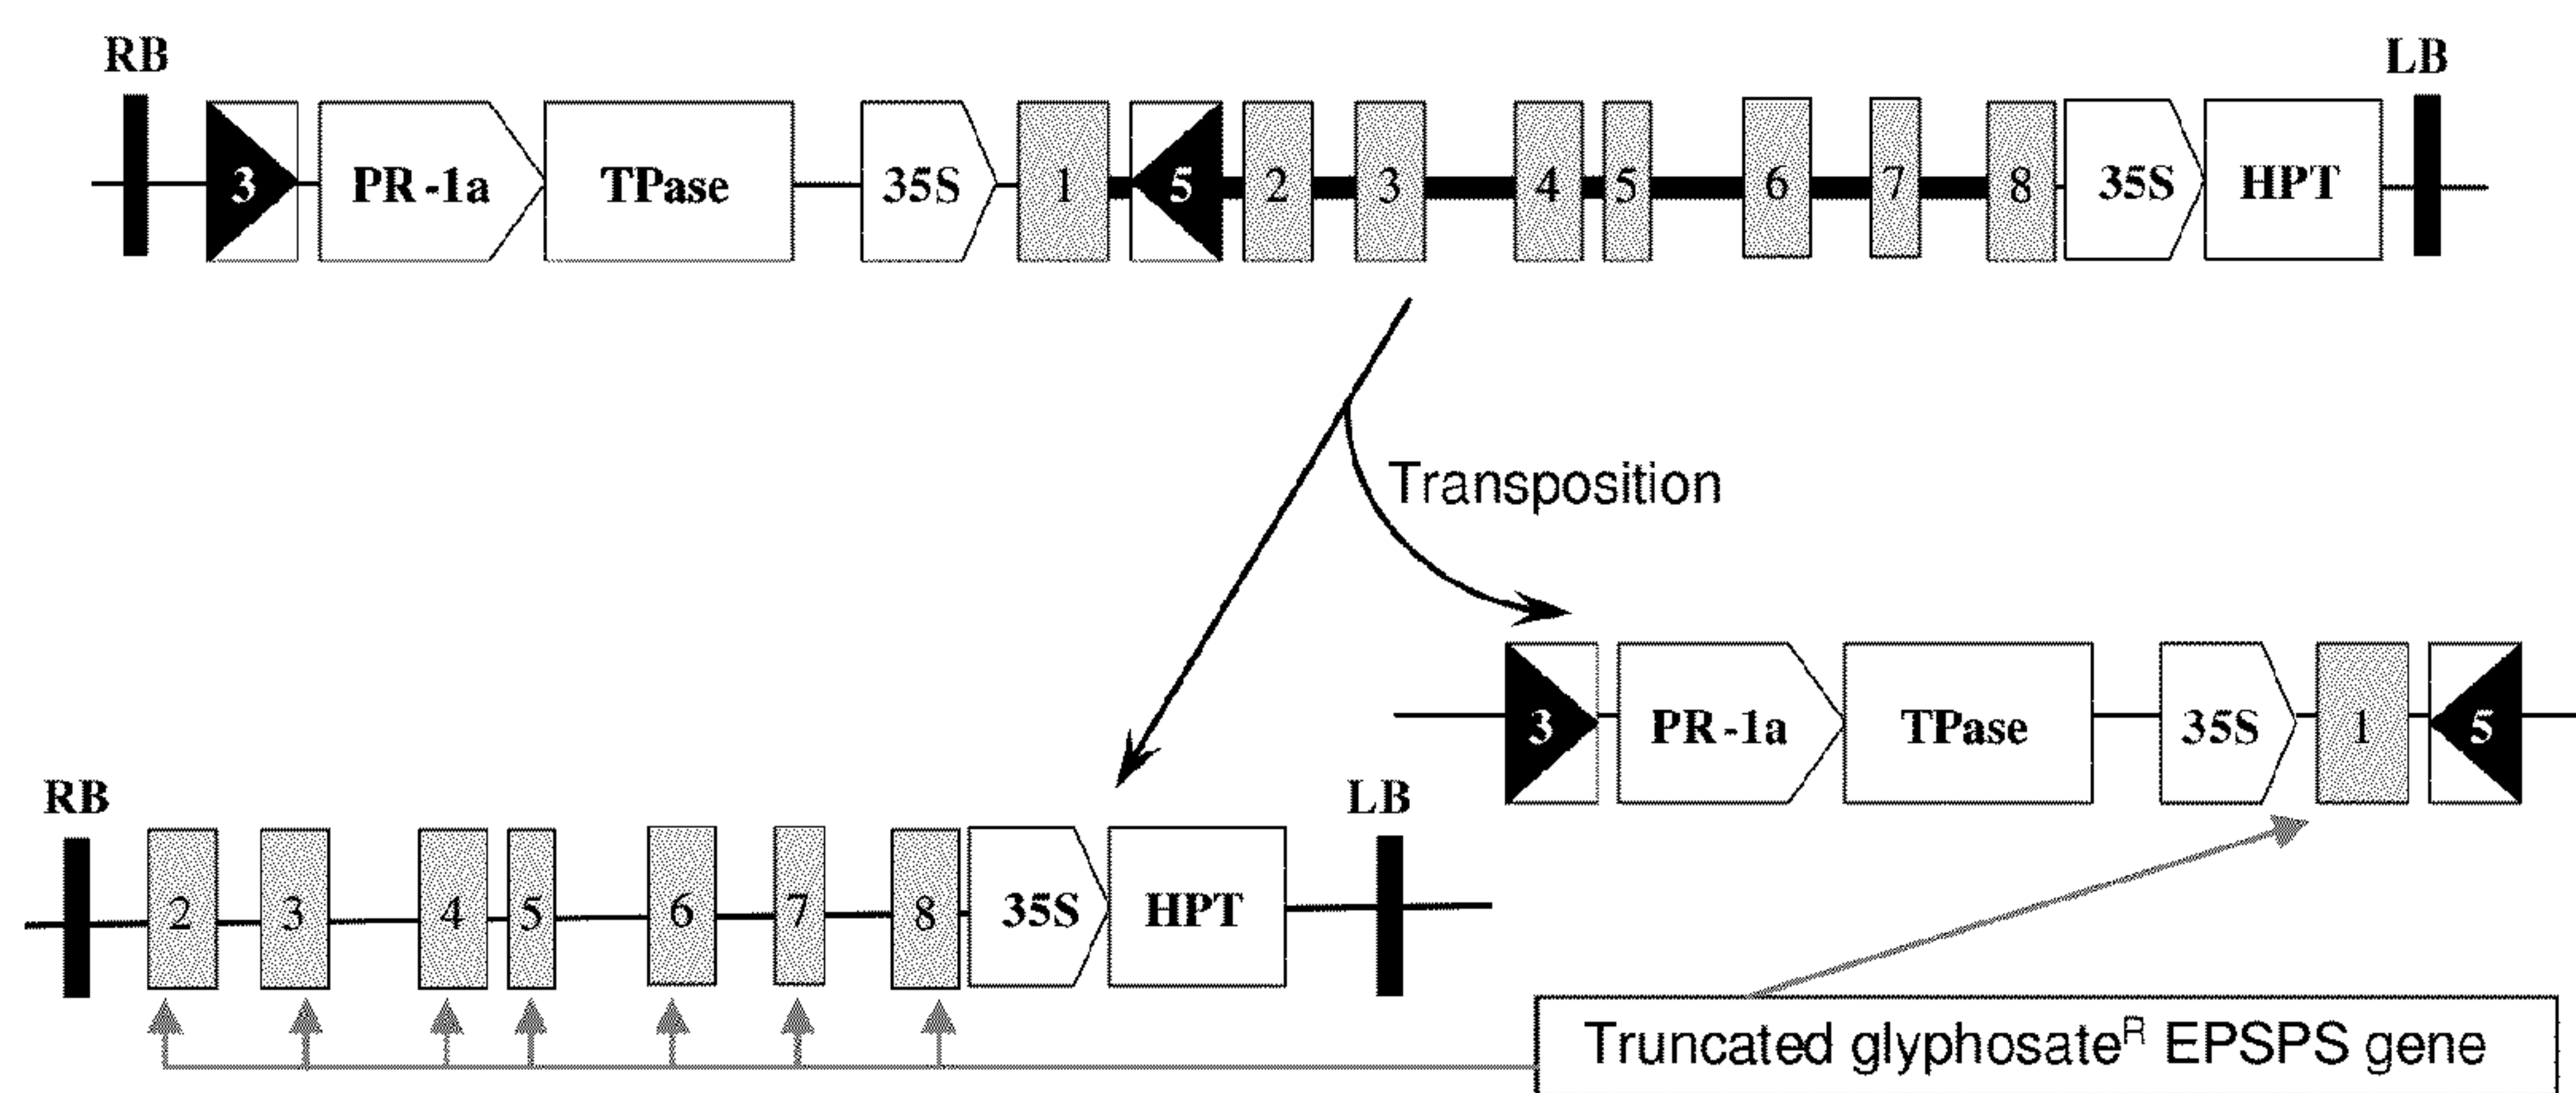 RB LB
3 PR-1a TPase 35S 1 5 2 3 4 5 6 7 8 35S HPT
Transposition
3 PR-1a TPase 35S 1 5
RB LB
2 3 4 5 6 7 8 35S HPT
Truncated glyphosateᴿ EPSPS gene